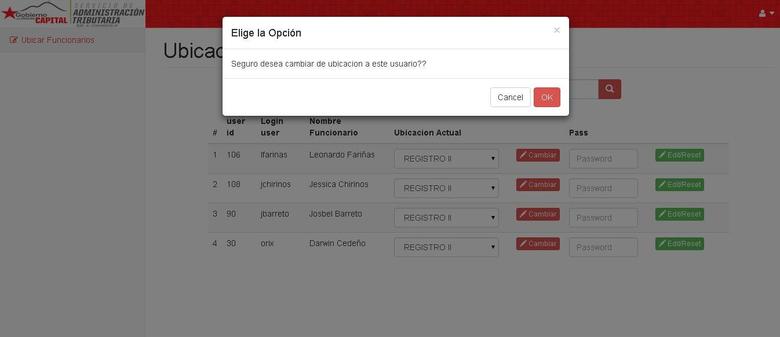 Gobierno
CAPITAL
SERVICIO DE
ADMINISTRACIÓN
TRIBUTARIA
Ubicar Funcionarios
Ubicac
Elige la Opción
×
Seguro desea cambiar de ubicacion a este usuario??
Cancel OK
# user id Login user Nombre Funcionario Ubicacion Actual Pass
1 106 lfarinas Leonardo Fariñas REGISTRO II Cambiar Password Edit/Reset
2 108 jchirinos Jessica Chirinos REGISTRO II Cambiar Password Edit/Reset
3 90 jbarreto Josbel Barreto REGISTRO II Cambiar Password Edit/Reset
4 30 orix Darwin Cedeño REGISTRO II Cambiar Password Edit/Reset